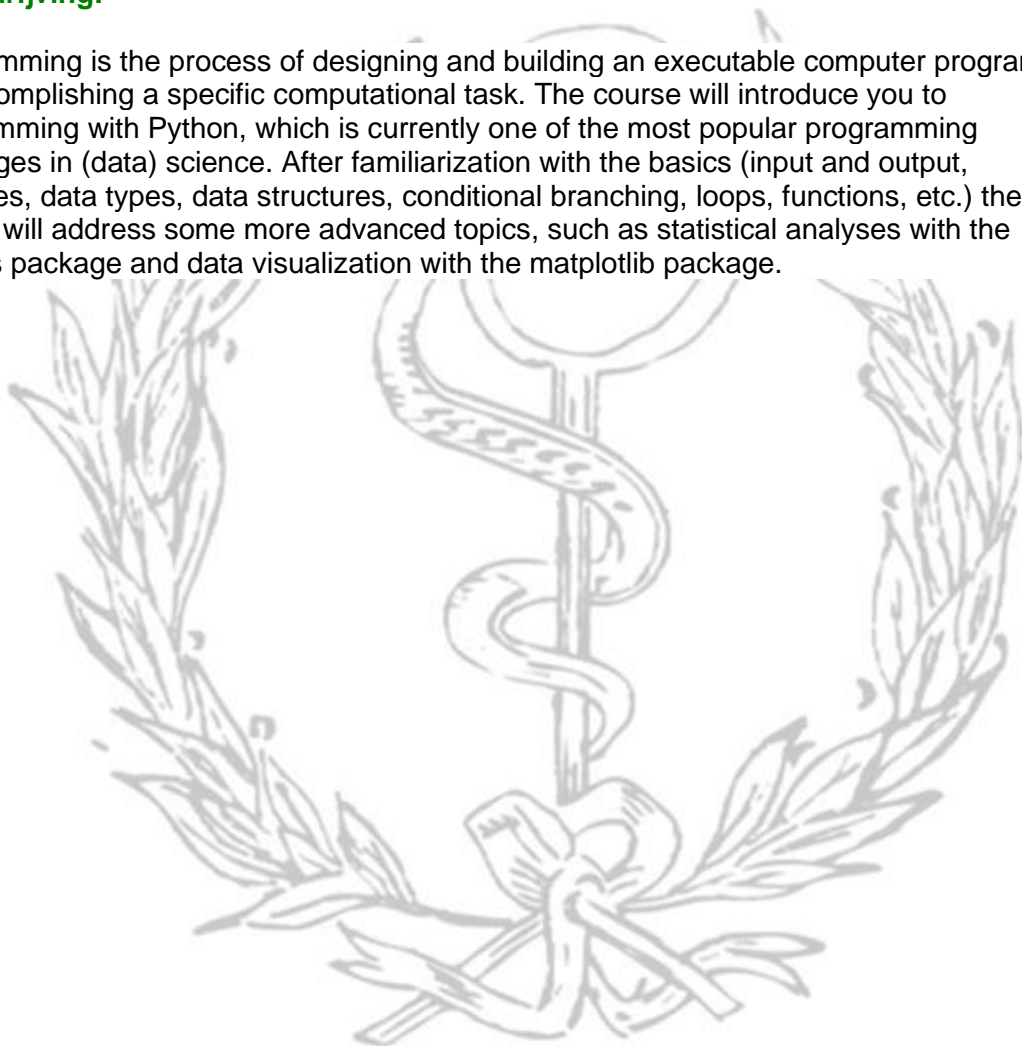 mming is the process of designing and building an executable computer progra
omplishing a specific computational task. The course will introduce you to
mming with Python, which is currently one of the most popular programming
ges in (data) science. After familiarization with the basics (input and output,
es, data types, data structures, conditional branching, loops, functions, etc.) the
will address some more advanced topics, such as statistical analyses with the
s package and data visualization with the matplotlib package.